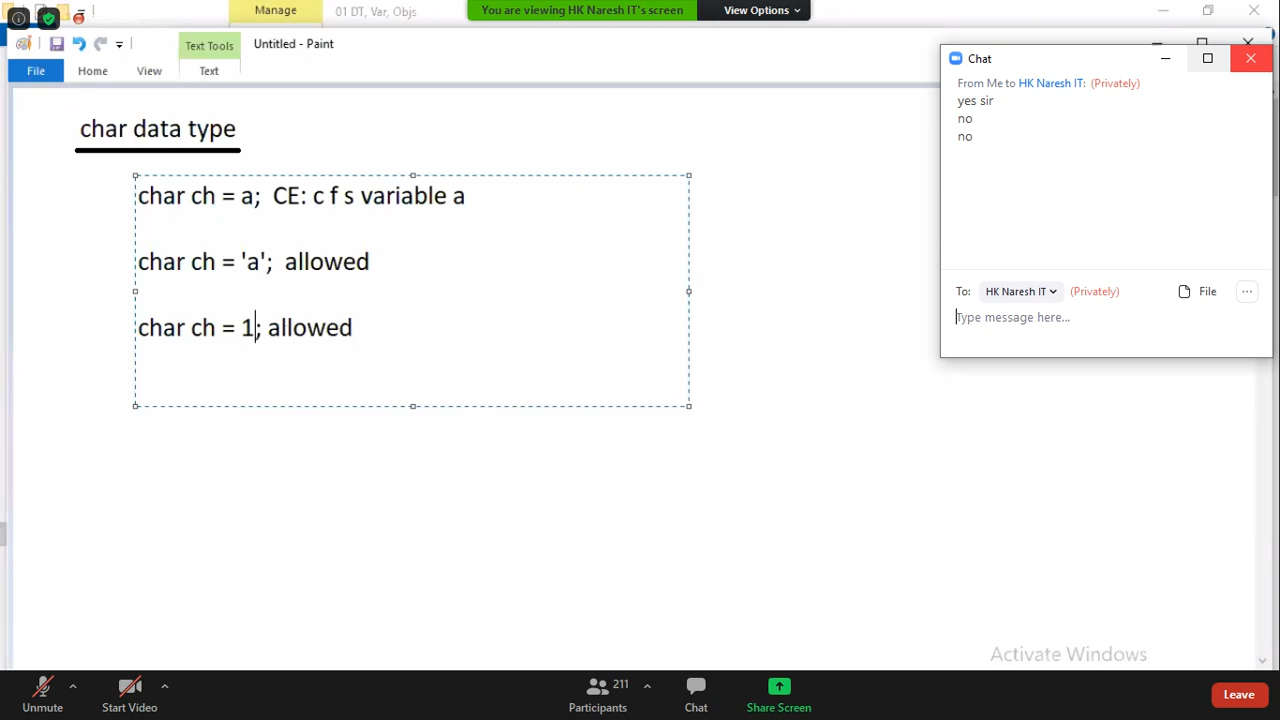 Manage
01 DT, Var, Objs
You are viewing HK Naresh IT's screen
View Options
Text Tools
Untitled - Paint
File
Home
View
Text
Chat
From Me to HK Naresh IT: (Privately)
yes sir
no
no
To: HK Naresh IT (Privately)
File
Type message here...
char data type
char ch = a;  CE: c f s variable a
char ch = 'a';  allowed
char ch = 1; allowed
Activate Windows
Unmute
Start Video
211
Participants
Chat
Share Screen
Leave